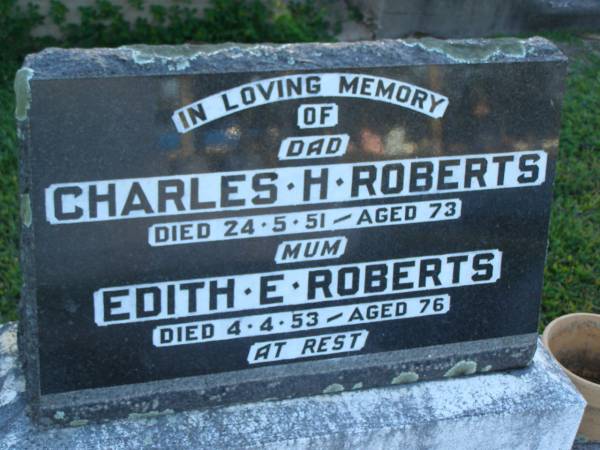 IN LOVING MEMORY
OF
DAD
CHARLES · H · ROBERTS
DIED 24·5·51 — AGED 73
MUM
EDITH · E · ROBERTS
DIED 4·4·53 — AGED 76
AT REST